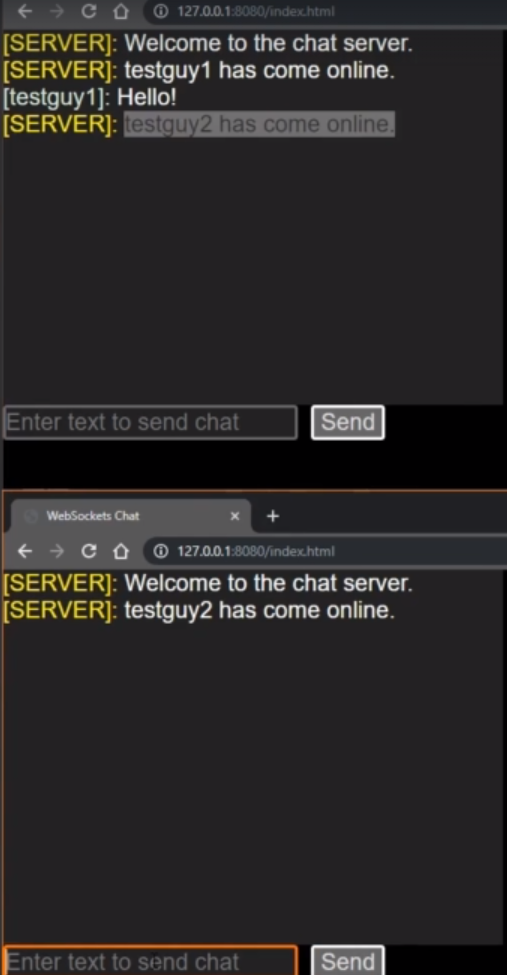 127.0.0.1:8080/index.html
[SERVER]: Welcome to the chat server.
[SERVER]: testguy1 has come online.
[testguy1]: Hello!
[SERVER]: testguy2 has come online.
Enter text to send chat Send
WebSockets Chat
127.0.0.1:8080/index.html
[SERVER]: Welcome to the chat server.
[SERVER]: testguy2 has come online.
Enter text to send chat Send